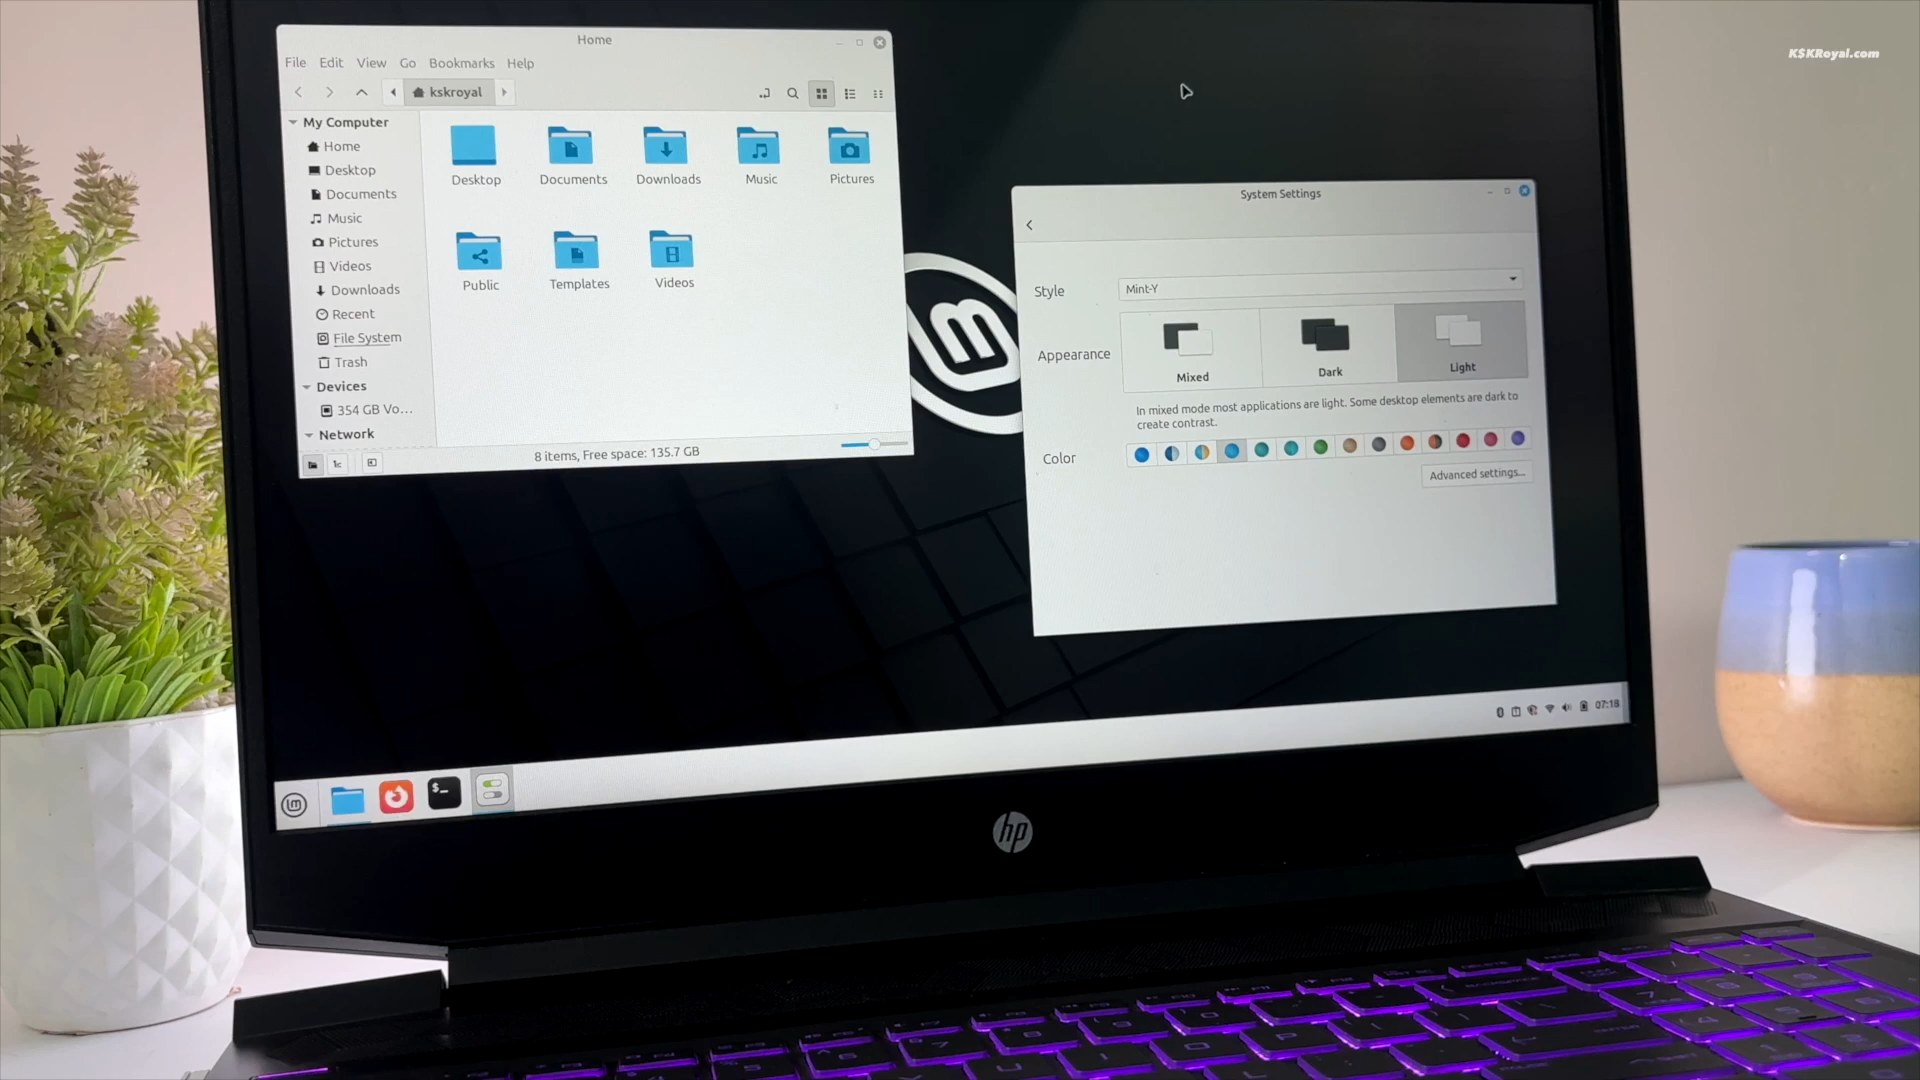 KSKRoyal.com
Home
File Edit View Go Bookmarks Help
kskroyal
My Computer
Home
Desktop
Documents
Music
Pictures
Videos
Downloads
Recent
File System
Trash
Devices
354 GB Vo...
Network
Desktop
Documents
Downloads
Music
Pictures
Public
Templates
Videos
8 items, Free space: 135.7 GB
System Settings
Style
Mint-Y
Appearance
Mixed
Dark
Light
In mixed mode most applications are light. Some desktop elements are dark to
create contrast.
Color
Advanced settings...
07:18
$_
hp